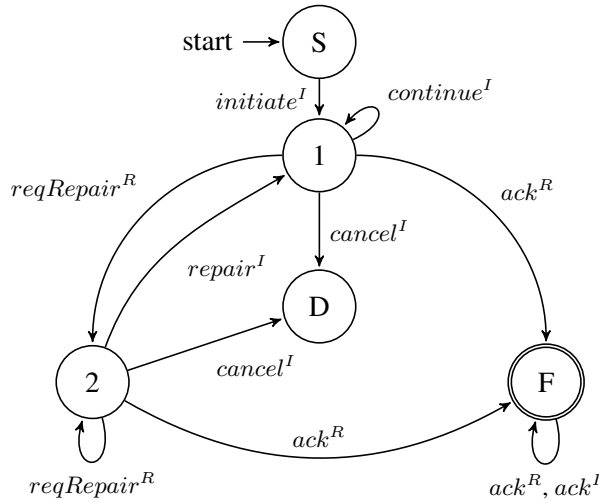 start S
initiate^I
continue^I
1
reqRepair^R
ack^R
cancel^I
repair^I
D
cancel^I
2
F
ack^R
reqRepair^R
ack^R, ack^I